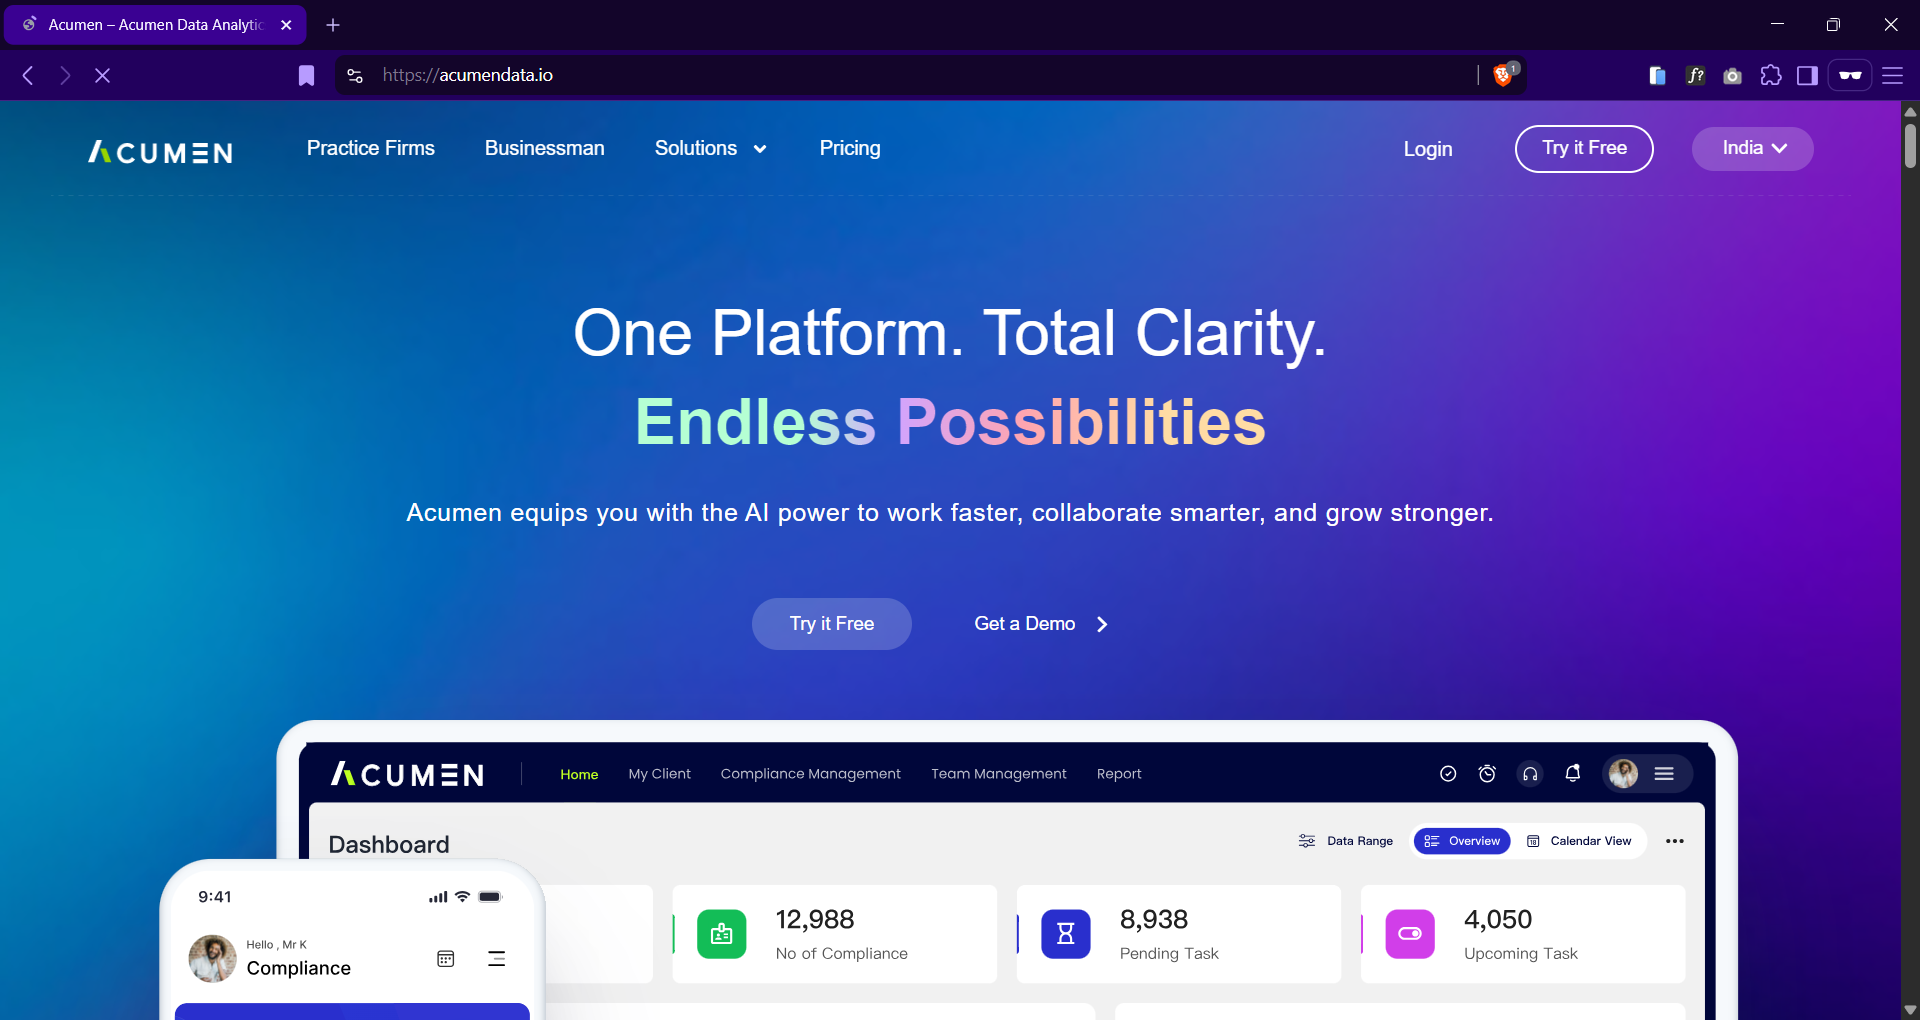 Acumen – Acumen Data Analytic
https://acumendata.io
1
ACUMEN
Practice Firms
Businessman
Solutions
Pricing
Login
Try it Free
India
One Platform. Total Clarity.
Endless Possibilities
Acumen equips you with the AI power to work faster, collaborate smarter, and grow stronger.
Try it Free
Get a Demo
ACUMEN
Home
My Client
Compliance Management
Team Management
Report
Dashboard
Data Range
Overview
Calendar View
9:41
Hello , Mr K
Compliance
12,988
No of Compliance
8,938
Pending Task
4,050
Upcoming Task